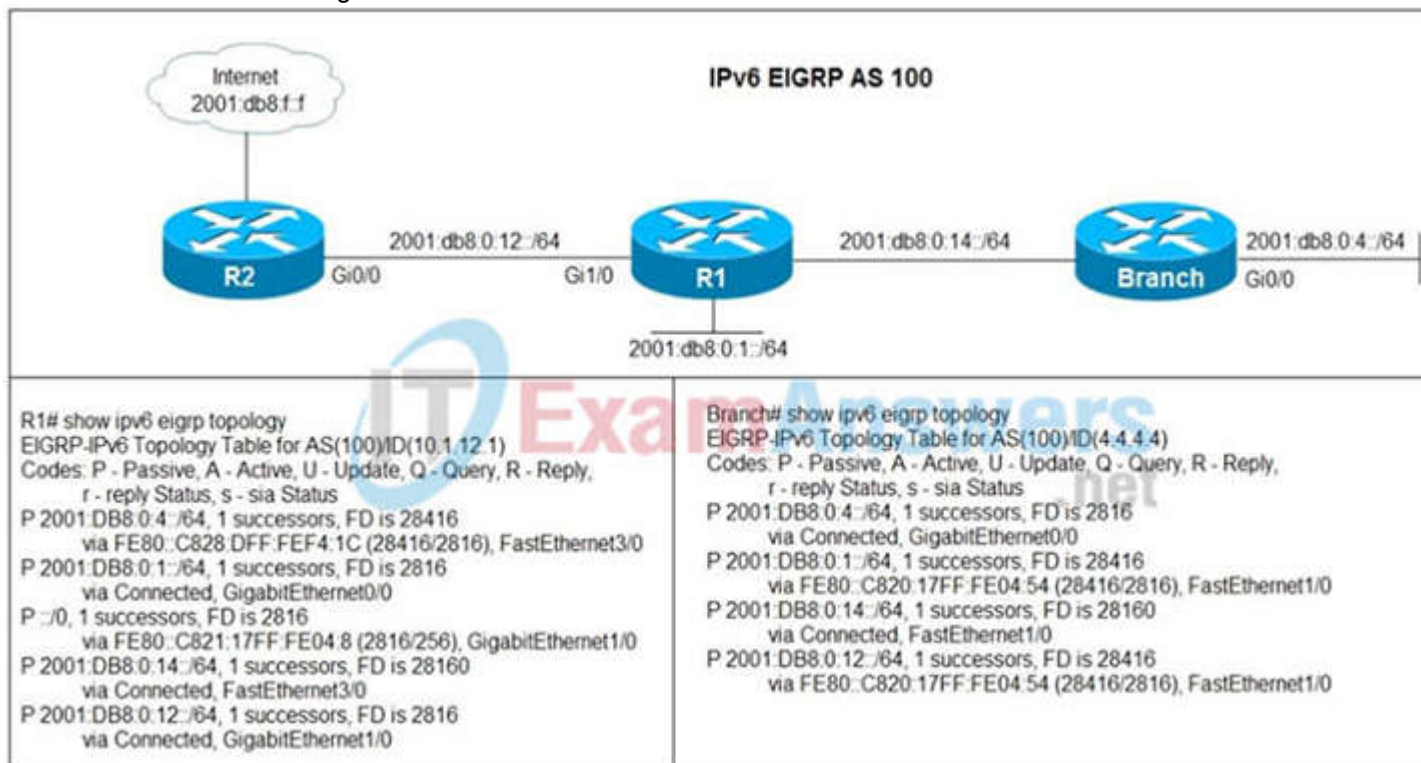 Internet
2001:db8:f::f
IPv6 EIGRP AS 100
2001:db8:0:12::/64
2001:db8:0:14::/64
2001:db8:0:4::/64
R2
Gi0/0
Gi1/0
R1
Branch
Gi0/0
2001:db8:0:1::/64
ITExamAnswers
.net
R1# show ipv6 eigrp topology
EIGRP-IPv6 Topology Table for AS(100)/ID(10.1.12.1)
Codes: P - Passive, A - Active, U - Update, Q - Query, R - Reply,
r - reply Status, s - sia Status
P 2001:DB8:0:4::/64, 1 successors, FD is 28416
via FE80::C828:DFF:FEF4:1C (28416/2816), FastEthernet3/0
P 2001:DB8:0:1::/64, 1 successors, FD is 2816
via Connected, GigabitEthernet0/0
P ::/0, 1 successors, FD is 2816
via FE80::C821:17FF:FE04:8 (2816/256), GigabitEthernet1/0
P 2001:DB8:0:14::/64, 1 successors, FD is 28160
via Connected, FastEthernet3/0
P 2001:DB8:0:12::/64, 1 successors, FD is 2816
via Connected, GigabitEthernet1/0
Branch# show ipv6 eigrp topology
EIGRP-IPv6 Topology Table for AS(100)/ID(4.4.4.4)
Codes: P - Passive, A - Active, U - Update, Q - Query, R - Reply,
r - reply Status, s - sia Status
P 2001:DB8:0:4::/64, 1 successors, FD is 2816
via Connected, GigabitEthernet0/0
P 2001:DB8:0:1::/64, 1 successors, FD is 28416
via FE80::C820:17FF:FE04:54 (28416/2816), FastEthernet1/0
P 2001:DB8:0:14::/64, 1 successors, FD is 28160
via Connected, FastEthernet1/0
P 2001:DB8:0:12::/64, 1 successors, FD is 28416
via FE80::C820:17FF:FE04:54 (28416/2816), FastEthernet1/0